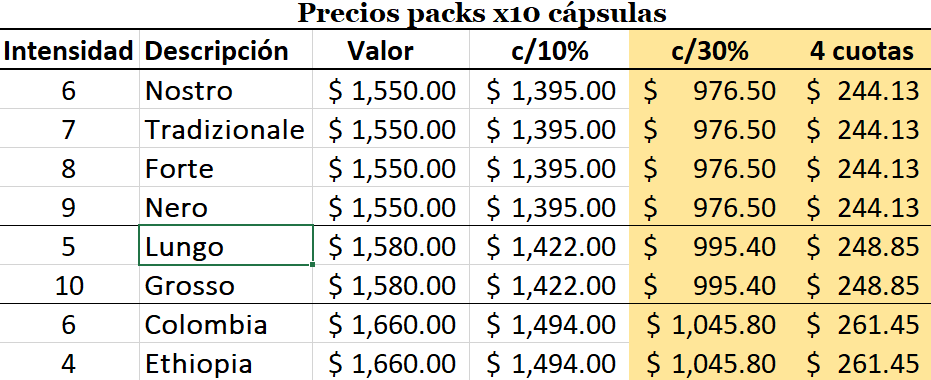 Precios packs x10 cápsulas
Intensidad Descripción Valor c/10% c/30% 4 cuotas
6 Nostro $ 1,550.00 $ 1,395.00 $ 976.50 $ 244.13
7 Tradizionale $ 1,550.00 $ 1,395.00 $ 976.50 $ 244.13
8 Forte $ 1,550.00 $ 1,395.00 $ 976.50 $ 244.13
9 Nero $ 1,550.00 $ 1,395.00 $ 976.50 $ 244.13
5 Lungo $ 1,580.00 $ 1,422.00 $ 995.40 $ 248.85
10 Grosso $ 1,580.00 $ 1,422.00 $ 995.40 $ 248.85
6 Colombia $ 1,660.00 $ 1,494.00 $ 1,045.80 $ 261.45
4 Ethiopia $ 1,660.00 $ 1,494.00 $ 1,045.80 $ 261.45